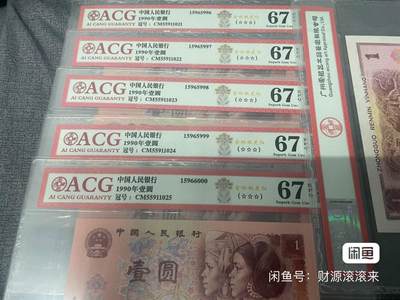 ACG
AI CANG GUARANTY
中国人民银行
1990年壹圆
冠号：CM55911021
15965996
(☆☆☆)
67
Superb Gem Unc
ACG
AI CANG GUARANTY
中国人民银行
1990年壹圆
冠号：CM55911022
15965997
(☆☆☆)
67
Superb Gem Unc
ACG
AI CANG GUARANTY
中国人民银行
1990年壹圆
冠号：CM55911023
15965998
(☆☆☆)
67
Superb Gem Unc
ACG
AI CANG GUARANTY
中国人民银行
1990年壹圆
冠号：CM55911024
15965999
(☆☆☆)
67
Superb Gem Unc
ACG
AI CANG GUARANTY
中国人民银行
1990年壹圆
冠号：CM55911025
15966000
(☆☆☆)
67
Superb Gem Unc
中国人民银行
壹圆
1
ZHONGGUO RENMIN YINHANG
闲鱼
闲鱼号：财源滚滚来